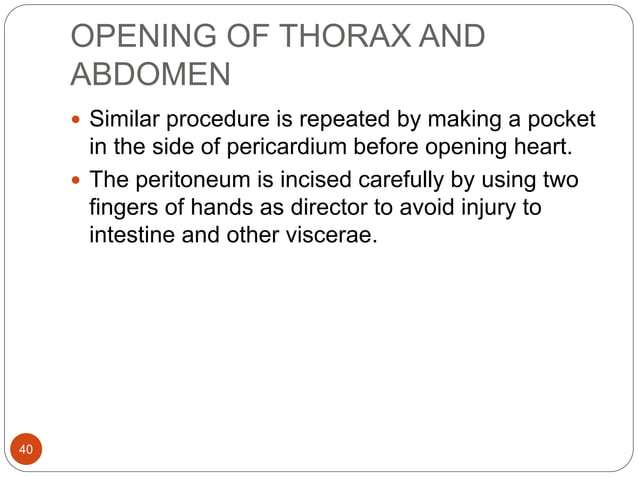 OPENING OF THORAX AND
ABDOMEN
• Similar procedure is repeated by making a pocket
in the side of pericardium before opening heart.
• The peritoneum is incised carefully by using two
fingers of hands as director to avoid injury to
intestine and other viscerae.
40